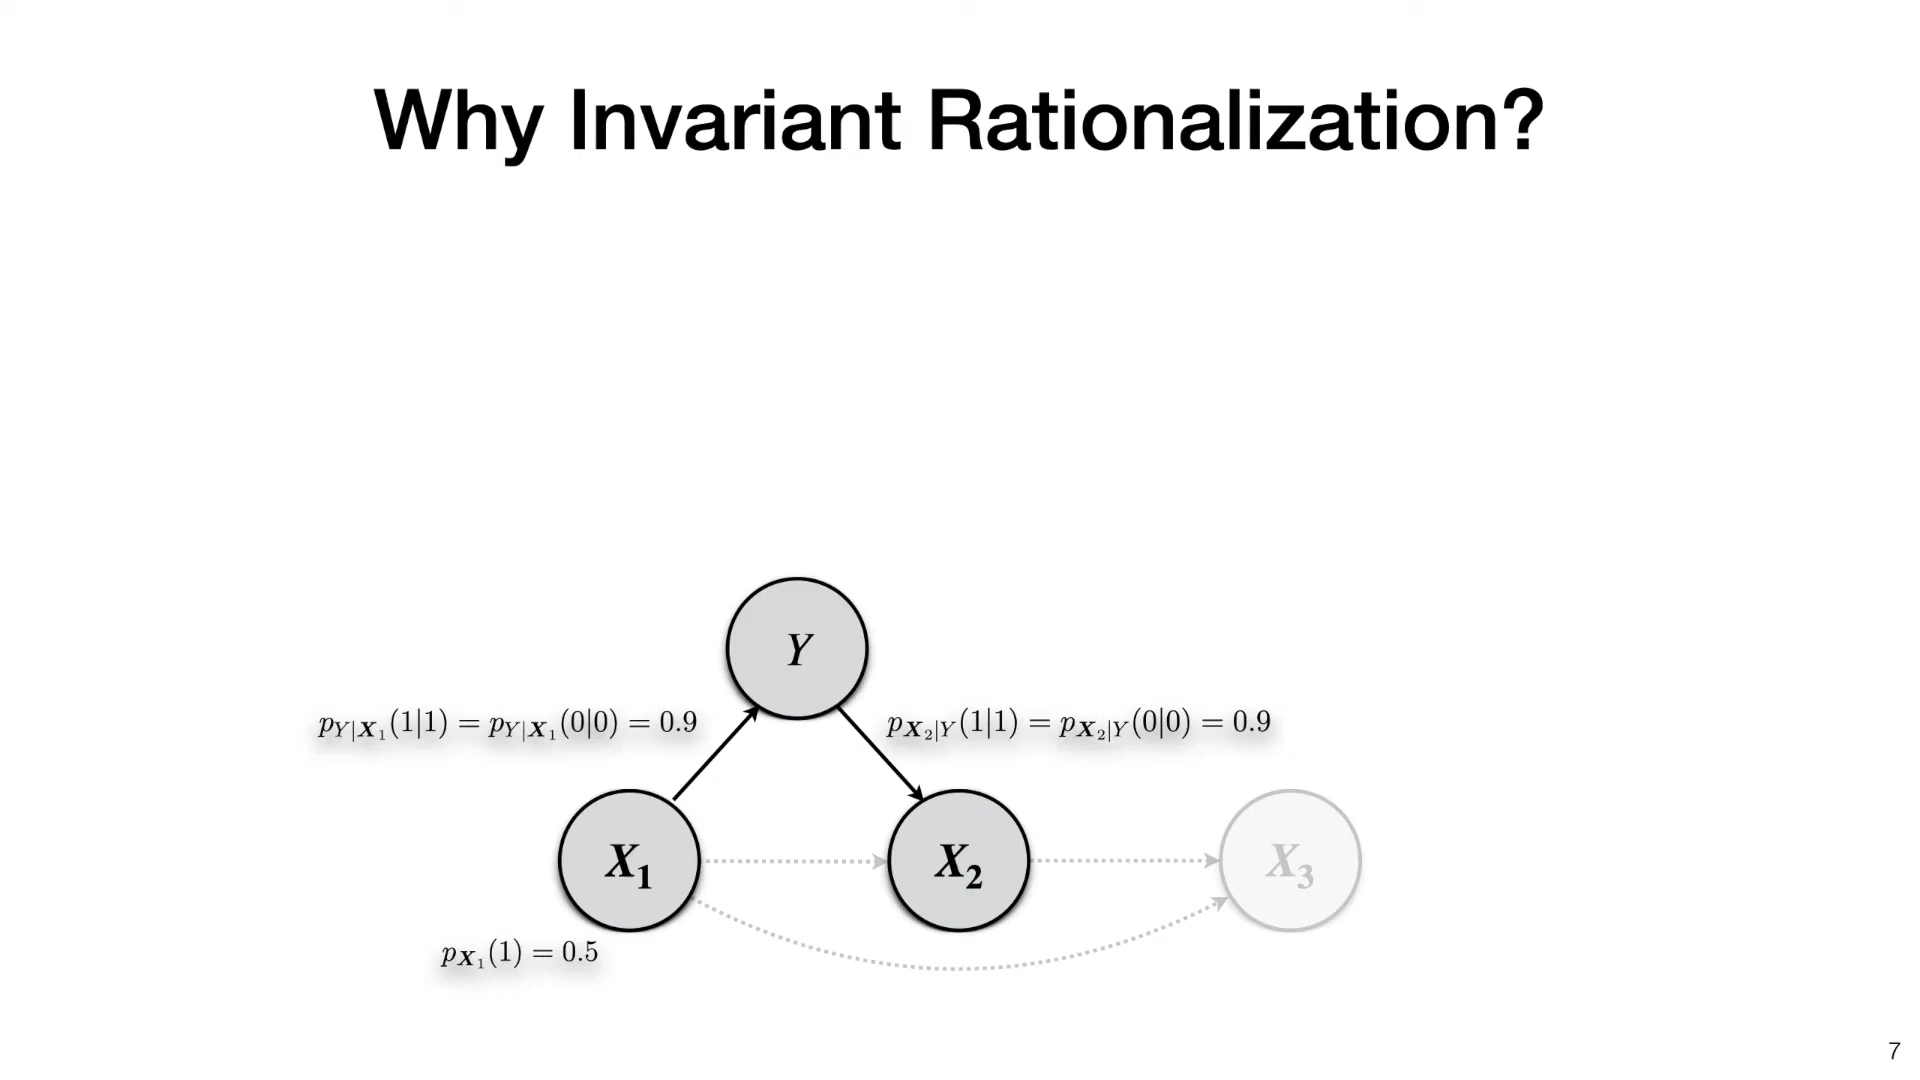 Why Invariant Rationalization?
Y
p_{Y|X_1}(1|1) = p_{Y|X_1}(0|0) = 0.9
p_{X_2|Y}(1|1) = p_{X_2|Y}(0|0) = 0.9
X_1
X_2
X_3
p_{X_1}(1) = 0.5
7